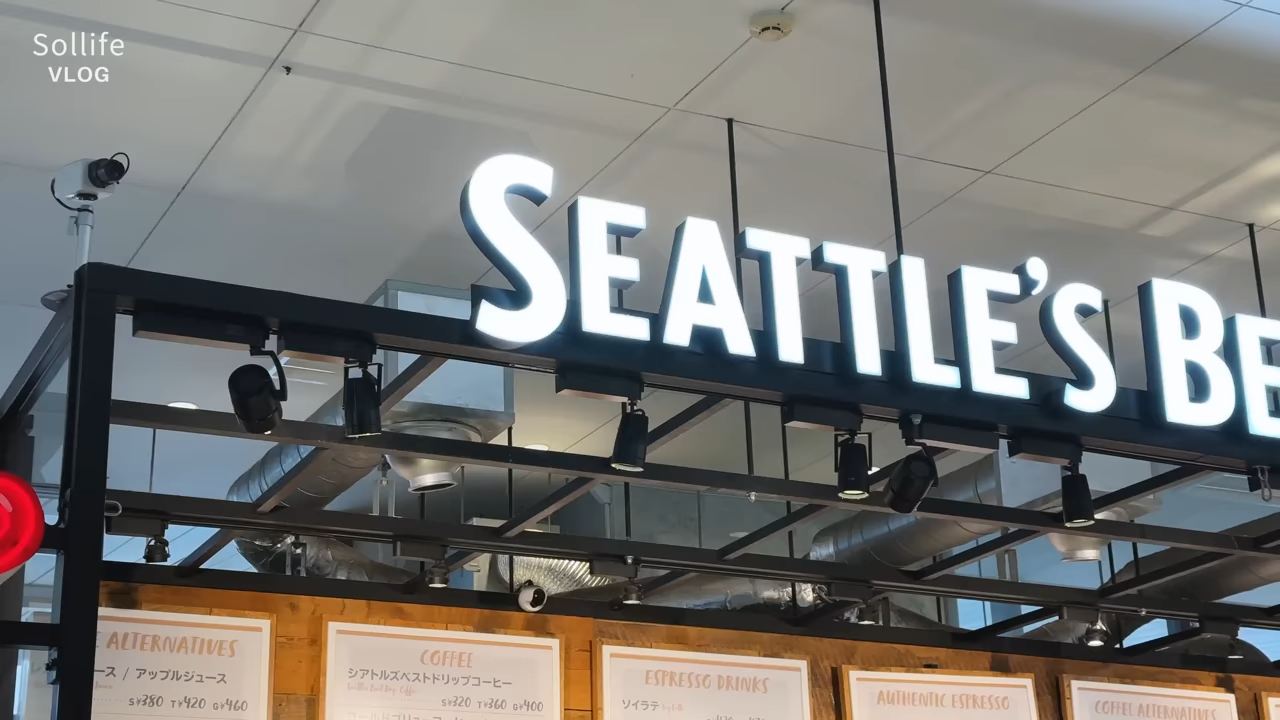 Sollife
VLOG
SEATTLE'S BE
E ALTERNATIVES
ース / アップルジュース
S¥380 T¥420 G¥460
COFFEE
シアトルズベストドリップコーヒー
S¥320 T¥360 G¥400
ESPRESSO DRINKS
ソイラテ
AUTHENTIC ESPRESSO
COFFEE ALTERNATIVES